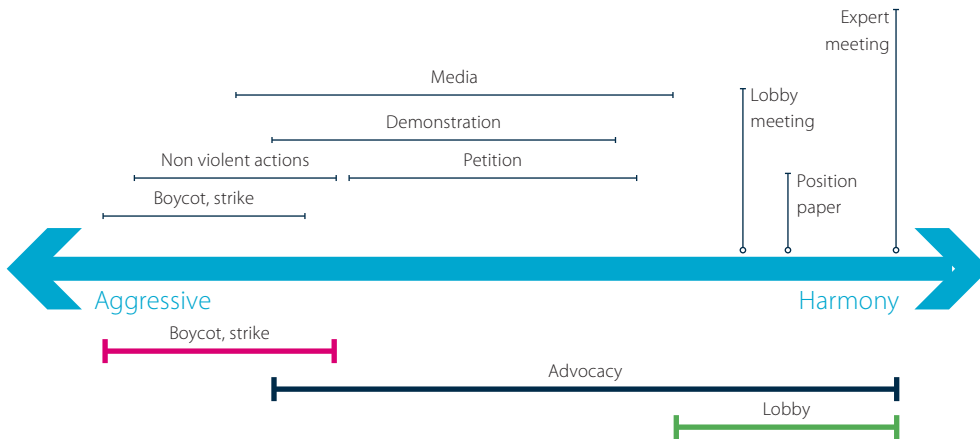 Expert
meeting
Media
Lobby
meeting
Demonstration
Non violent actions
Petition
Position
paper
Boycot, strike
Aggressive
Harmony
Boycot, strike
Advocacy
Lobby